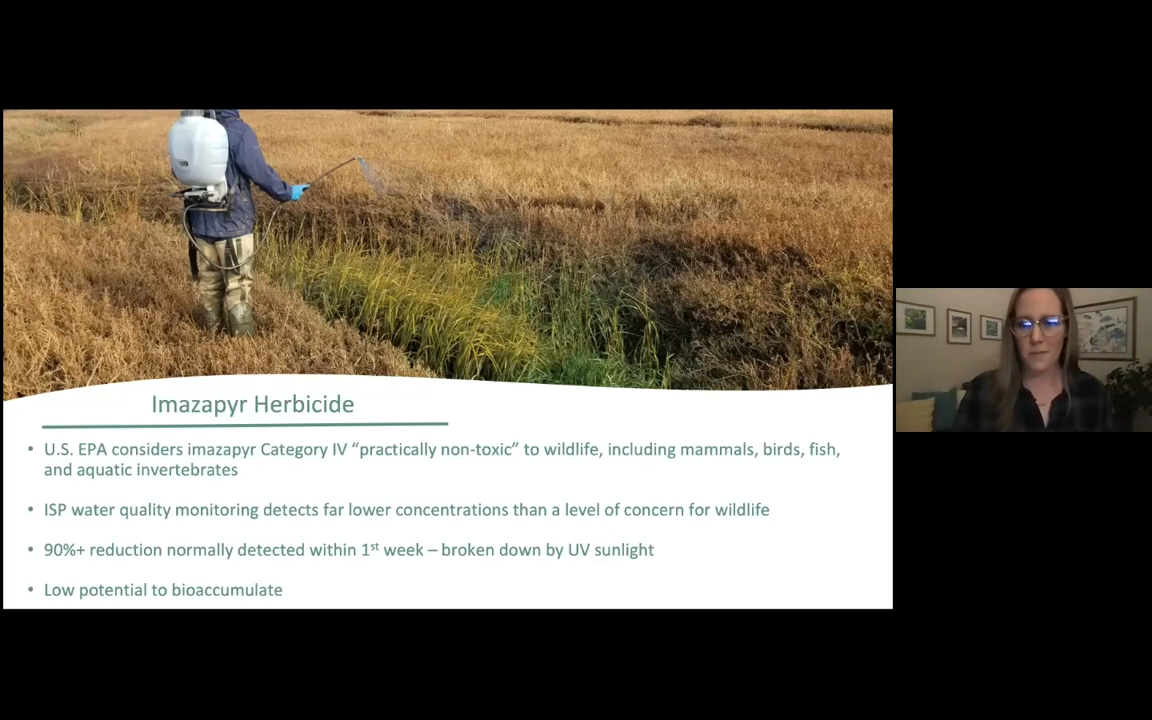 Imazapyr Herbicide
• U.S. EPA considers imazapyr Category IV “practically non-toxic” to wildlife, including mammals, birds, fish,
and aquatic invertebrates
• ISP water quality monitoring detects far lower concentrations than a level of concern for wildlife
• 90%+ reduction normally detected within 1st week – broken down by UV sunlight
• Low potential to bioaccumulate